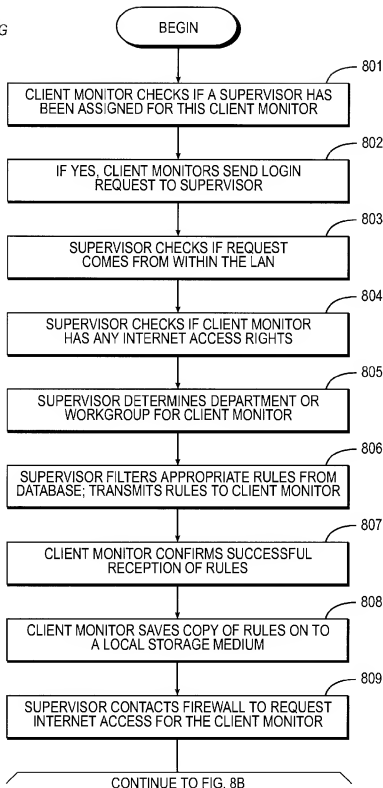 G
BEGIN
801
CLIENT MONITOR CHECKS IF A SUPERVISOR HAS
BEEN ASSIGNED FOR THIS CLIENT MONITOR
802
IF YES, CLIENT MONITORS SEND LOGIN
REQUEST TO SUPERVISOR
803
SUPERVISOR CHECKS IF REQUEST
COMES FROM WITHIN THE LAN
804
SUPERVISOR CHECKS IF CLIENT MONITOR
HAS ANY INTERNET ACCESS RIGHTS
805
SUPERVISOR DETERMINES DEPARTMENT OR
WORKGROUP FOR CLIENT MONITOR
806
SUPERVISOR FILTERS APPROPRIATE RULES FROM
DATABASE; TRANSMITS RULES TO CLIENT MONITOR
807
CLIENT MONITOR CONFIRMS SUCCESSFUL
RECEPTION OF RULES
808
CLIENT MONITOR SAVES COPY OF RULES ON TO
A LOCAL STORAGE MEDIUM
809
SUPERVISOR CONTACTS FIREWALL TO REQUEST
INTERNET ACCESS FOR THE CLIENT MONITOR
CONTINUE TO FIG. 8B